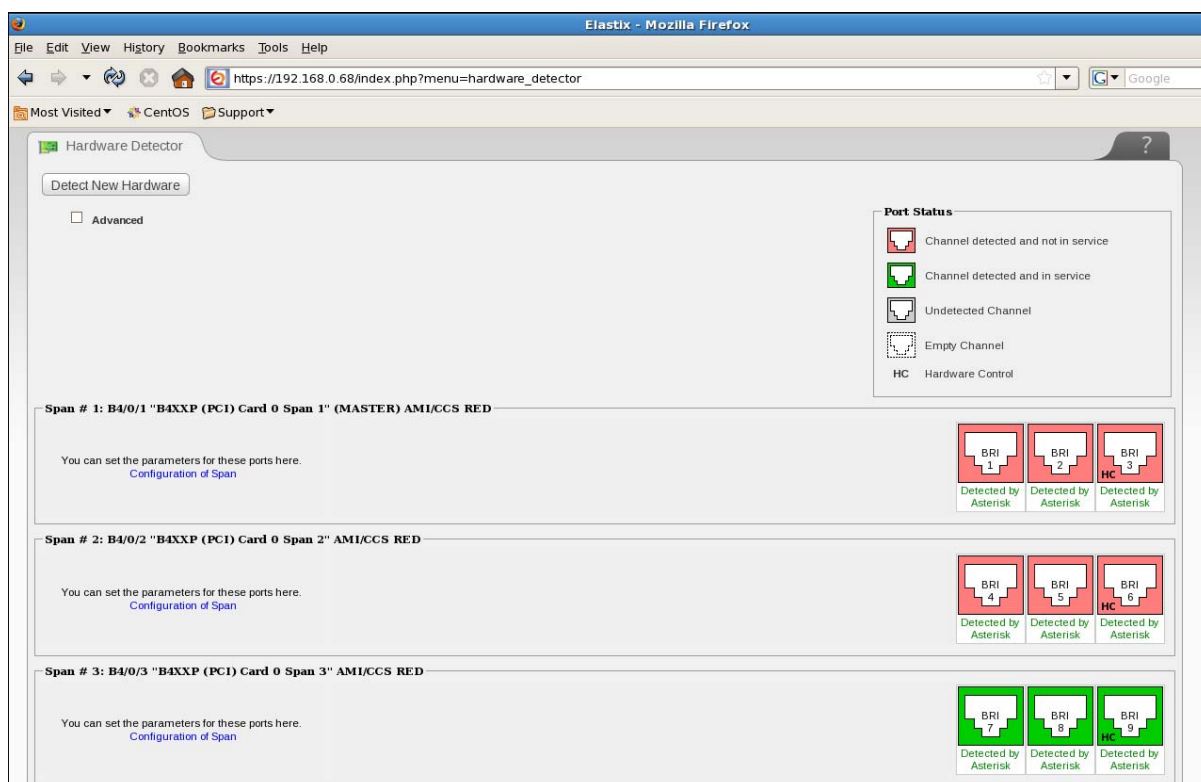 Elastix - Mozilla Firefox
File Edit View History Bookmarks Tools Help
https://192.168.0.68/index.php?menu=hardware_detector
G Google
Most Visited CentOS Support
Hardware Detector
?
Detect New Hardware
Advanced
Port Status
Channel detected and not in service
Channel detected and in service
Undetected Channel
Empty Channel
HC Hardware Control
Span # 1: B4/0/1 "B4XXP (PCI) Card 0 Span 1" (MASTER) AMI/CCS RED
You can set the parameters for these ports here.
Configuration of Span
BRI BRI BRI
1 2 HC 3
Detected by Detected by Detected by
Asterisk Asterisk Asterisk
Span # 2: B4/0/2 "B4XXP (PCI) Card 0 Span 2" AMI/CCS RED
You can set the parameters for these ports here.
Configuration of Span
BRI BRI BRI
4 5 HC 6
Detected by Detected by Detected by
Asterisk Asterisk Asterisk
Span # 3: B4/0/3 "B4XXP (PCI) Card 0 Span 3" AMI/CCS RED
You can set the parameters for these ports here.
Configuration of Span
BRI BRI BRI
7 8 HC 9
Detected by Detected by Detected by
Asterisk Asterisk Asterisk